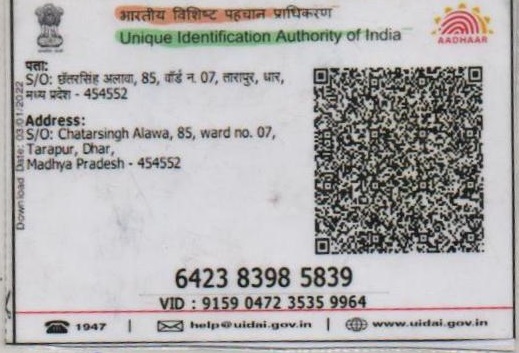 भारतीय विशिष्ट पहचान प्राधिकरण
Unique Identification Authority of India
AADHAAR
पता:
S/O: छीतरसिंह अलावा, 85, वॉर्ड न. 07, तारापुर, धार,
मध्य प्रदेश - 454552
Address:
S/O: Chatarsingh Alawa, 85, ward no. 07,
Tarapur, Dhar,
Madhya Pradesh - 454552
Download Date: 03/01/2022
6423 8398 5839
VID : 9159 0472 3535 9964
1947 | help@uidai.gov.in | www.uidai.gov.in